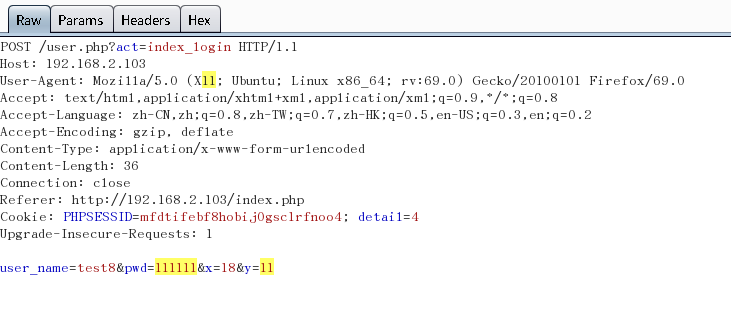 Raw Params Headers Hex
POST /user.php?act=index_login HTTP/1.1
Host: 192.168.2.103
User-Agent: Mozilla/5.0 (X11; Ubuntu; Linux x86_64; rv:69.0) Gecko/20100101 Firefox/69.0
Accept: text/html,application/xhtml+xml,application/xml;q=0.9,*/*;q=0.8
Accept-Language: zh-CN,zh;q=0.8,zh-TW;q=0.7,zh-HK;q=0.5,en-US;q=0.3,en;q=0.2
Accept-Encoding: gzip, deflate
Content-Type: application/x-www-form-urlencoded
Content-Length: 36
Connection: close
Referer: http://192.168.2.103/index.php
Cookie: PHPSESSID=mfdtifebf8hobij0gsclrfnoo4; detail=4
Upgrade-Insecure-Requests: 1
user_name=test8&pwd=111111&x=18&y=11